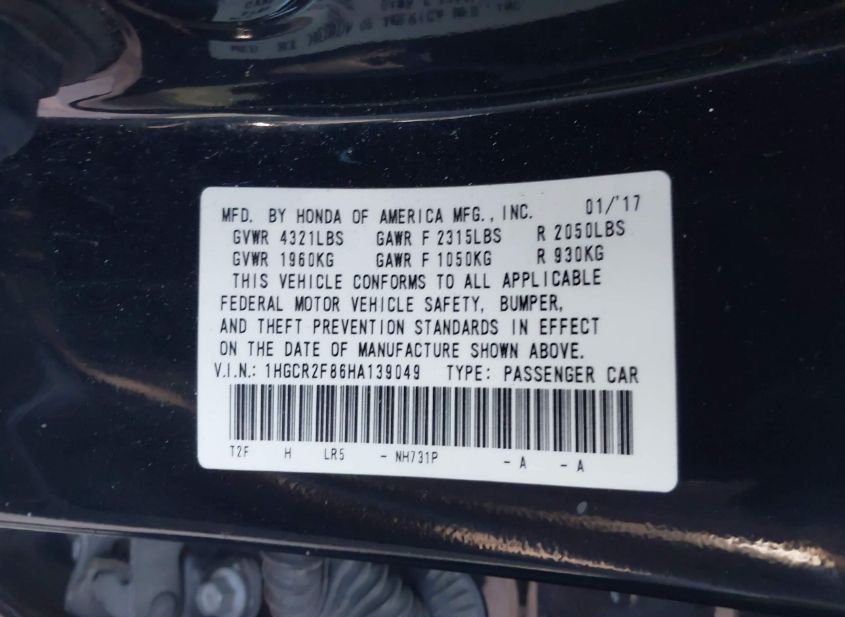 MFD. BY HONDA OF AMERICA MFG., INC. 01/'17
GVWR 4321LBS GAWR F 2315LBS R 2050LBS
GVWR 1960KG GAWR F 1050KG R 930KG
THIS VEHICLE CONFORMS TO ALL APPLICABLE
FEDERAL MOTOR VEHICLE SAFETY, BUMPER,
AND THEFT PREVENTION STANDARDS IN EFFECT
ON THE DATE OF MANUFACTURE SHOWN ABOVE.
V.I.N.: 1HGCR2F86HA139049 TYPE: PASSENGER CAR
T2F H LR5 - NH731P - A - A